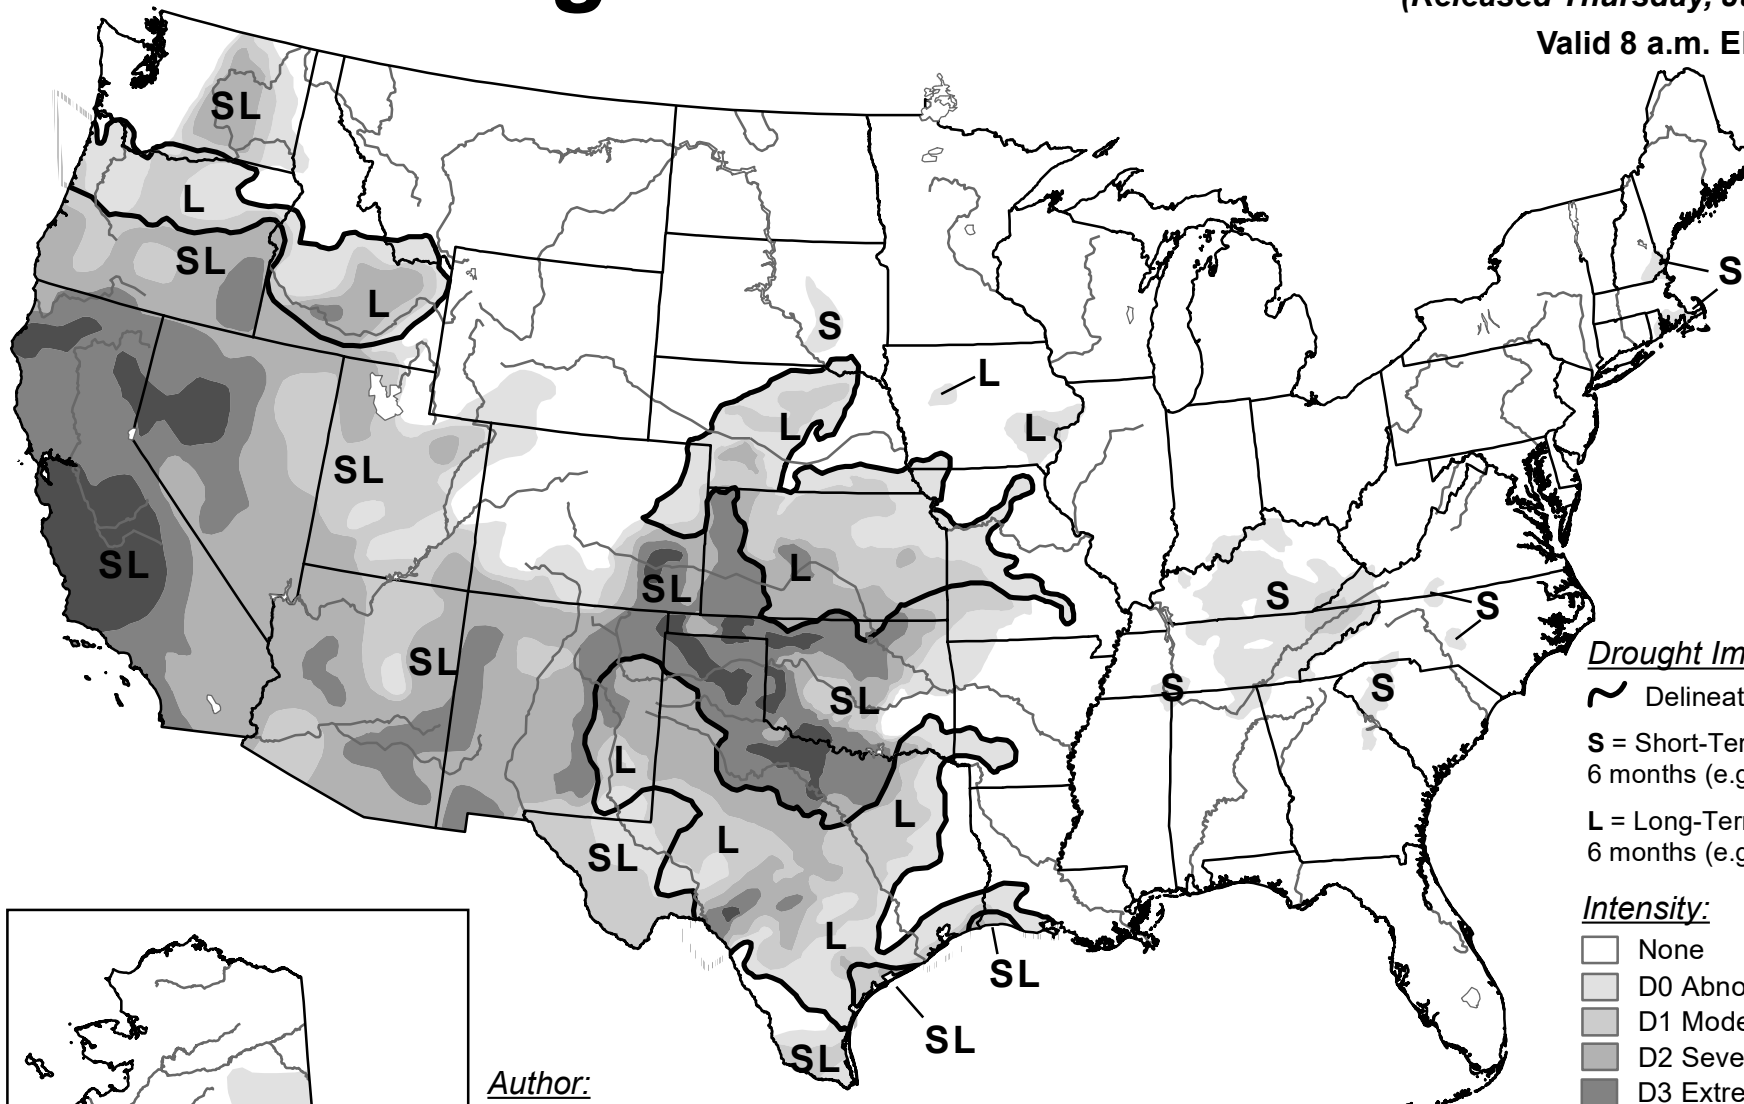 (Released Thursday, Ju
Valid 8 a.m. E
SL
L
SL
L
S
S
L
L
L
SL
SL
SL
L
S
S
SL
SL
S
S
L
L
L
SL
L
SL
SL
SL
Drought Im
Delineat
S = Short-Ter
6 months (e.g
L = Long-Ter
6 months (e.g
Intensity:
None
D0 Abno
D1 Mode
D2 Seve
D3 Extre
Author: